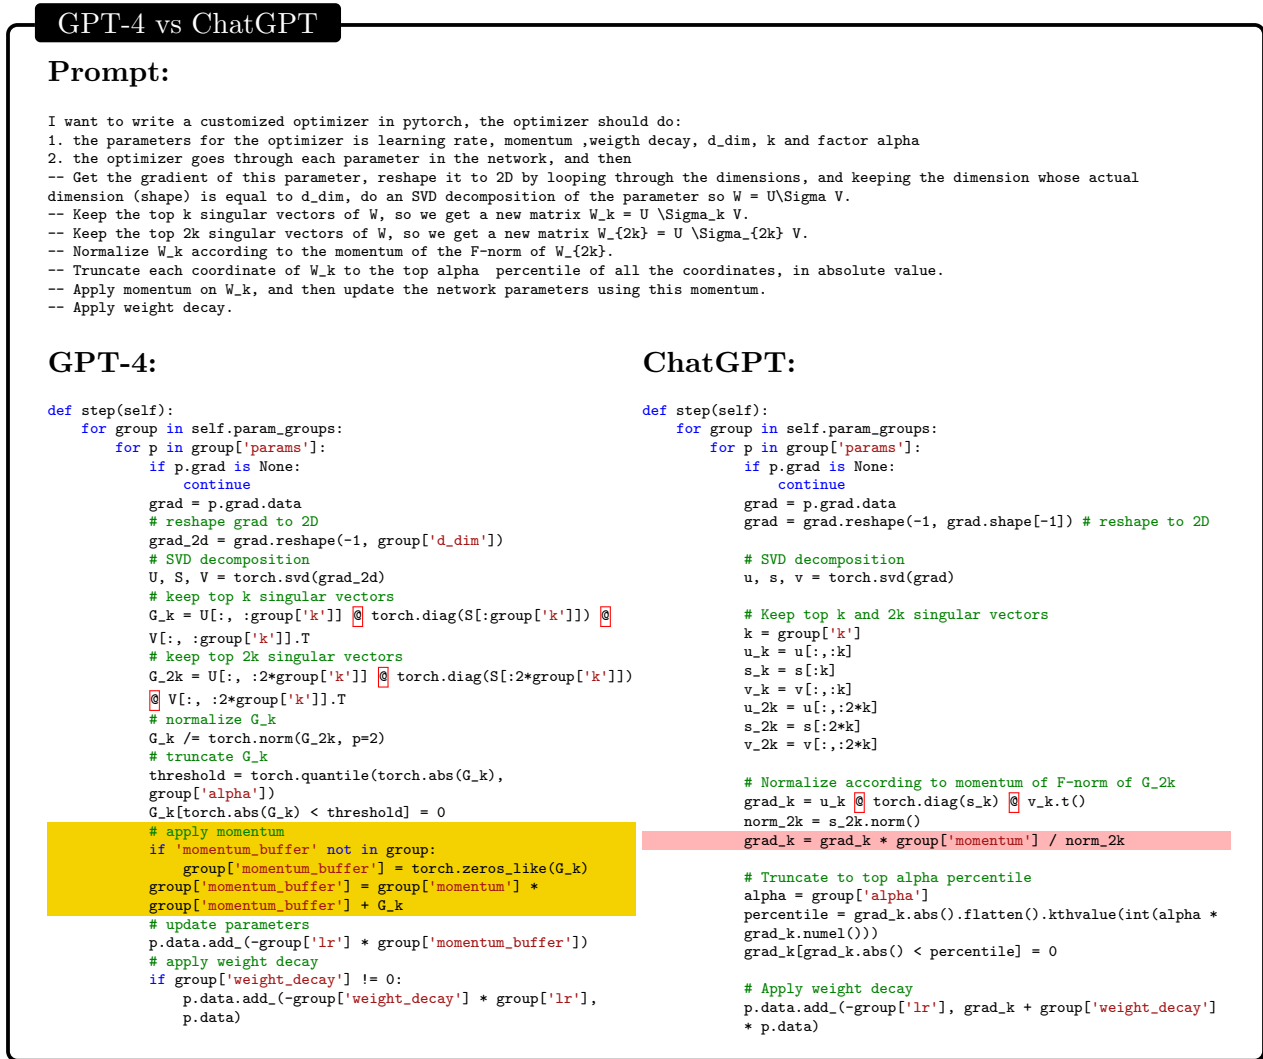 GPT-4 vs ChatGPT
Prompt:
I want to write a customized optimizer in pytorch, the optimizer should do:
1. the parameters for the optimizer is learning rate, momentum ,weigth decay, d_dim, k and factor alpha
2. the optimizer goes through each parameter in the network, and then
-- Get the gradient of this parameter, reshape it to 2D by looping through the dimensions, and keeping the dimension whose actual
dimension (shape) is equal to d_dim, do an SVD decomposition of the parameter so W = U\Sigma V.
-- Keep the top k singular vectors of W, so we get a new matrix W_k = U \Sigma_k V.
-- Keep the top 2k singular vectors of W, so we get a new matrix W_{2k} = U \Sigma_{2k} V.
-- Normalize W_k according to the momentum of the F-norm of W_{2k}.
-- Truncate each coordinate of W_k to the top alpha  percentile of all the coordinates, in absolute value.
-- Apply momentum on W_k, and then update the network parameters using this momentum.
-- Apply weight decay.
GPT-4:
def step(self):
    for group in self.param_groups:
        for p in group['params']:
            if p.grad is None:
                continue
            grad = p.grad.data
            # reshape grad to 2D
            grad_2d = grad.reshape(-1, group['d_dim'])
            # SVD decomposition
            U, S, V = torch.svd(grad_2d)
            # keep top k singular vectors
            G_k = U[:, :group['k']] @ torch.diag(S[:group['k']]) @
            V[:, :group['k']].T
            # keep top 2k singular vectors
            G_2k = U[:, :2*group['k']] @ torch.diag(S[:2*group['k']])
            @ V[:, :2*group['k']].T
            # normalize G_k
            G_k /= torch.norm(G_2k, p=2)
            # truncate G_k
            threshold = torch.quantile(torch.abs(G_k),
            group['alpha'])
            G_k[torch.abs(G_k) < threshold] = 0
            # apply momentum
            if 'momentum_buffer' not in group:
                group['momentum_buffer'] = torch.zeros_like(G_k)
            group['momentum_buffer'] = group['momentum'] *
            group['momentum_buffer'] + G_k
            # update parameters
            p.data.add_(-group['lr'] * group['momentum_buffer'])
            # apply weight decay
            if group['weight_decay'] != 0:
                p.data.add_(-group['weight_decay'] * group['lr'],
                p.data)
ChatGPT:
def step(self):
    for group in self.param_groups:
        for p in group['params']:
            if p.grad is None:
                continue
            grad = p.grad.data
            grad = grad.reshape(-1, grad.shape[-1]) # reshape to 2D
            # SVD decomposition
            u, s, v = torch.svd(grad)
            # Keep top k and 2k singular vectors
            k = group['k']
            u_k = u[:,:k]
            s_k = s[:k]
            v_k = v[:,:k]
            u_2k = u[:,:2*k]
            s_2k = s[:2*k]
            v_2k = v[:,:2*k]
            # Normalize according to momentum of F-norm of G_2k
            grad_k = u_k @ torch.diag(s_k) @ v_k.t()
            norm_2k = s_2k.norm()
            grad_k = grad_k * group['momentum'] / norm_2k
            # Truncate to top alpha percentile
            alpha = group['alpha']
            percentile = grad_k.abs().flatten().kthvalue(int(alpha *
            grad_k.numel()))
            grad_k[grad_k.abs() < percentile] = 0
            # Apply weight decay
            p.data.add_(-group['lr'], grad_k + group['weight_decay']
            * p.data)